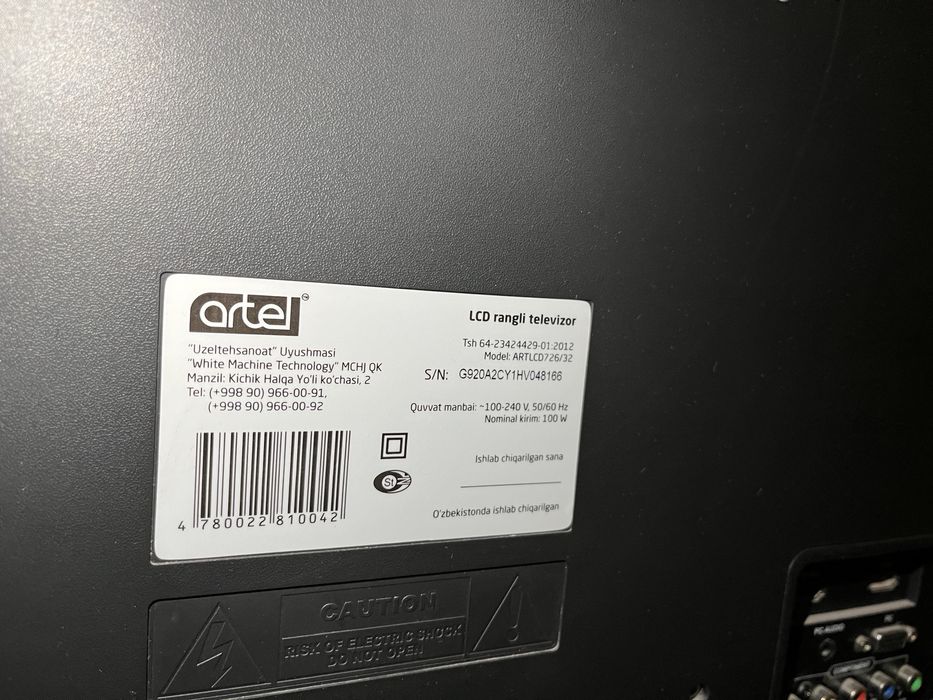 artel TM
LCD rangli televizor
"Uzeltehsanoat" Uyushmasi
"White Machine Technology" MCHJ QK
Manzil: Kichik Halqa Yo'li ko'chasi, 2
Tel: (+998 90) 966-00-91,
(+998 90) 966-00-92
Tsh 64-23424429-01:2012
Model: ARTLCD726/32
S/N: G920A2CY1HV048166
Quvvat manbai: ~100-240 V, 50/60 Hz
Nominal kirim: 100 W
St
Ishlab chiqarilgan sana
O'zbekistonda ishlab chiqarilgan
4 780022 810042
CAUTION
RISK OF ELECTRIC SHOCK
DO NOT OPEN
PC-AUDIO
PC
COMPONENT